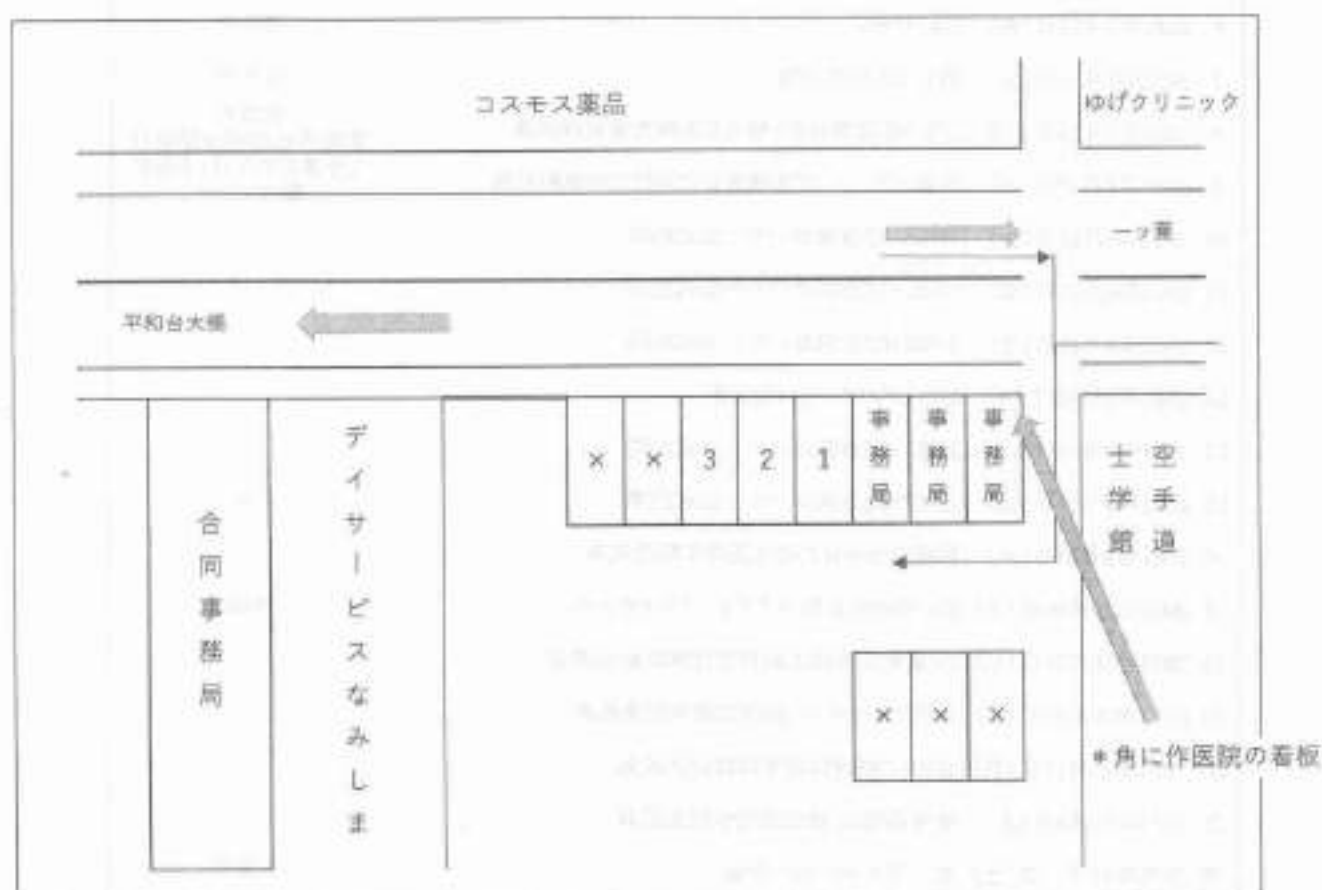 コスモス薬品
ゆげクリニック
一ッ葉
平和台大橋
合同事務局
デイサービスなみしま
× × 3 2 1 事務局 事務局 事務局
空手道
士学館
× × ×
*角に作医院の看板